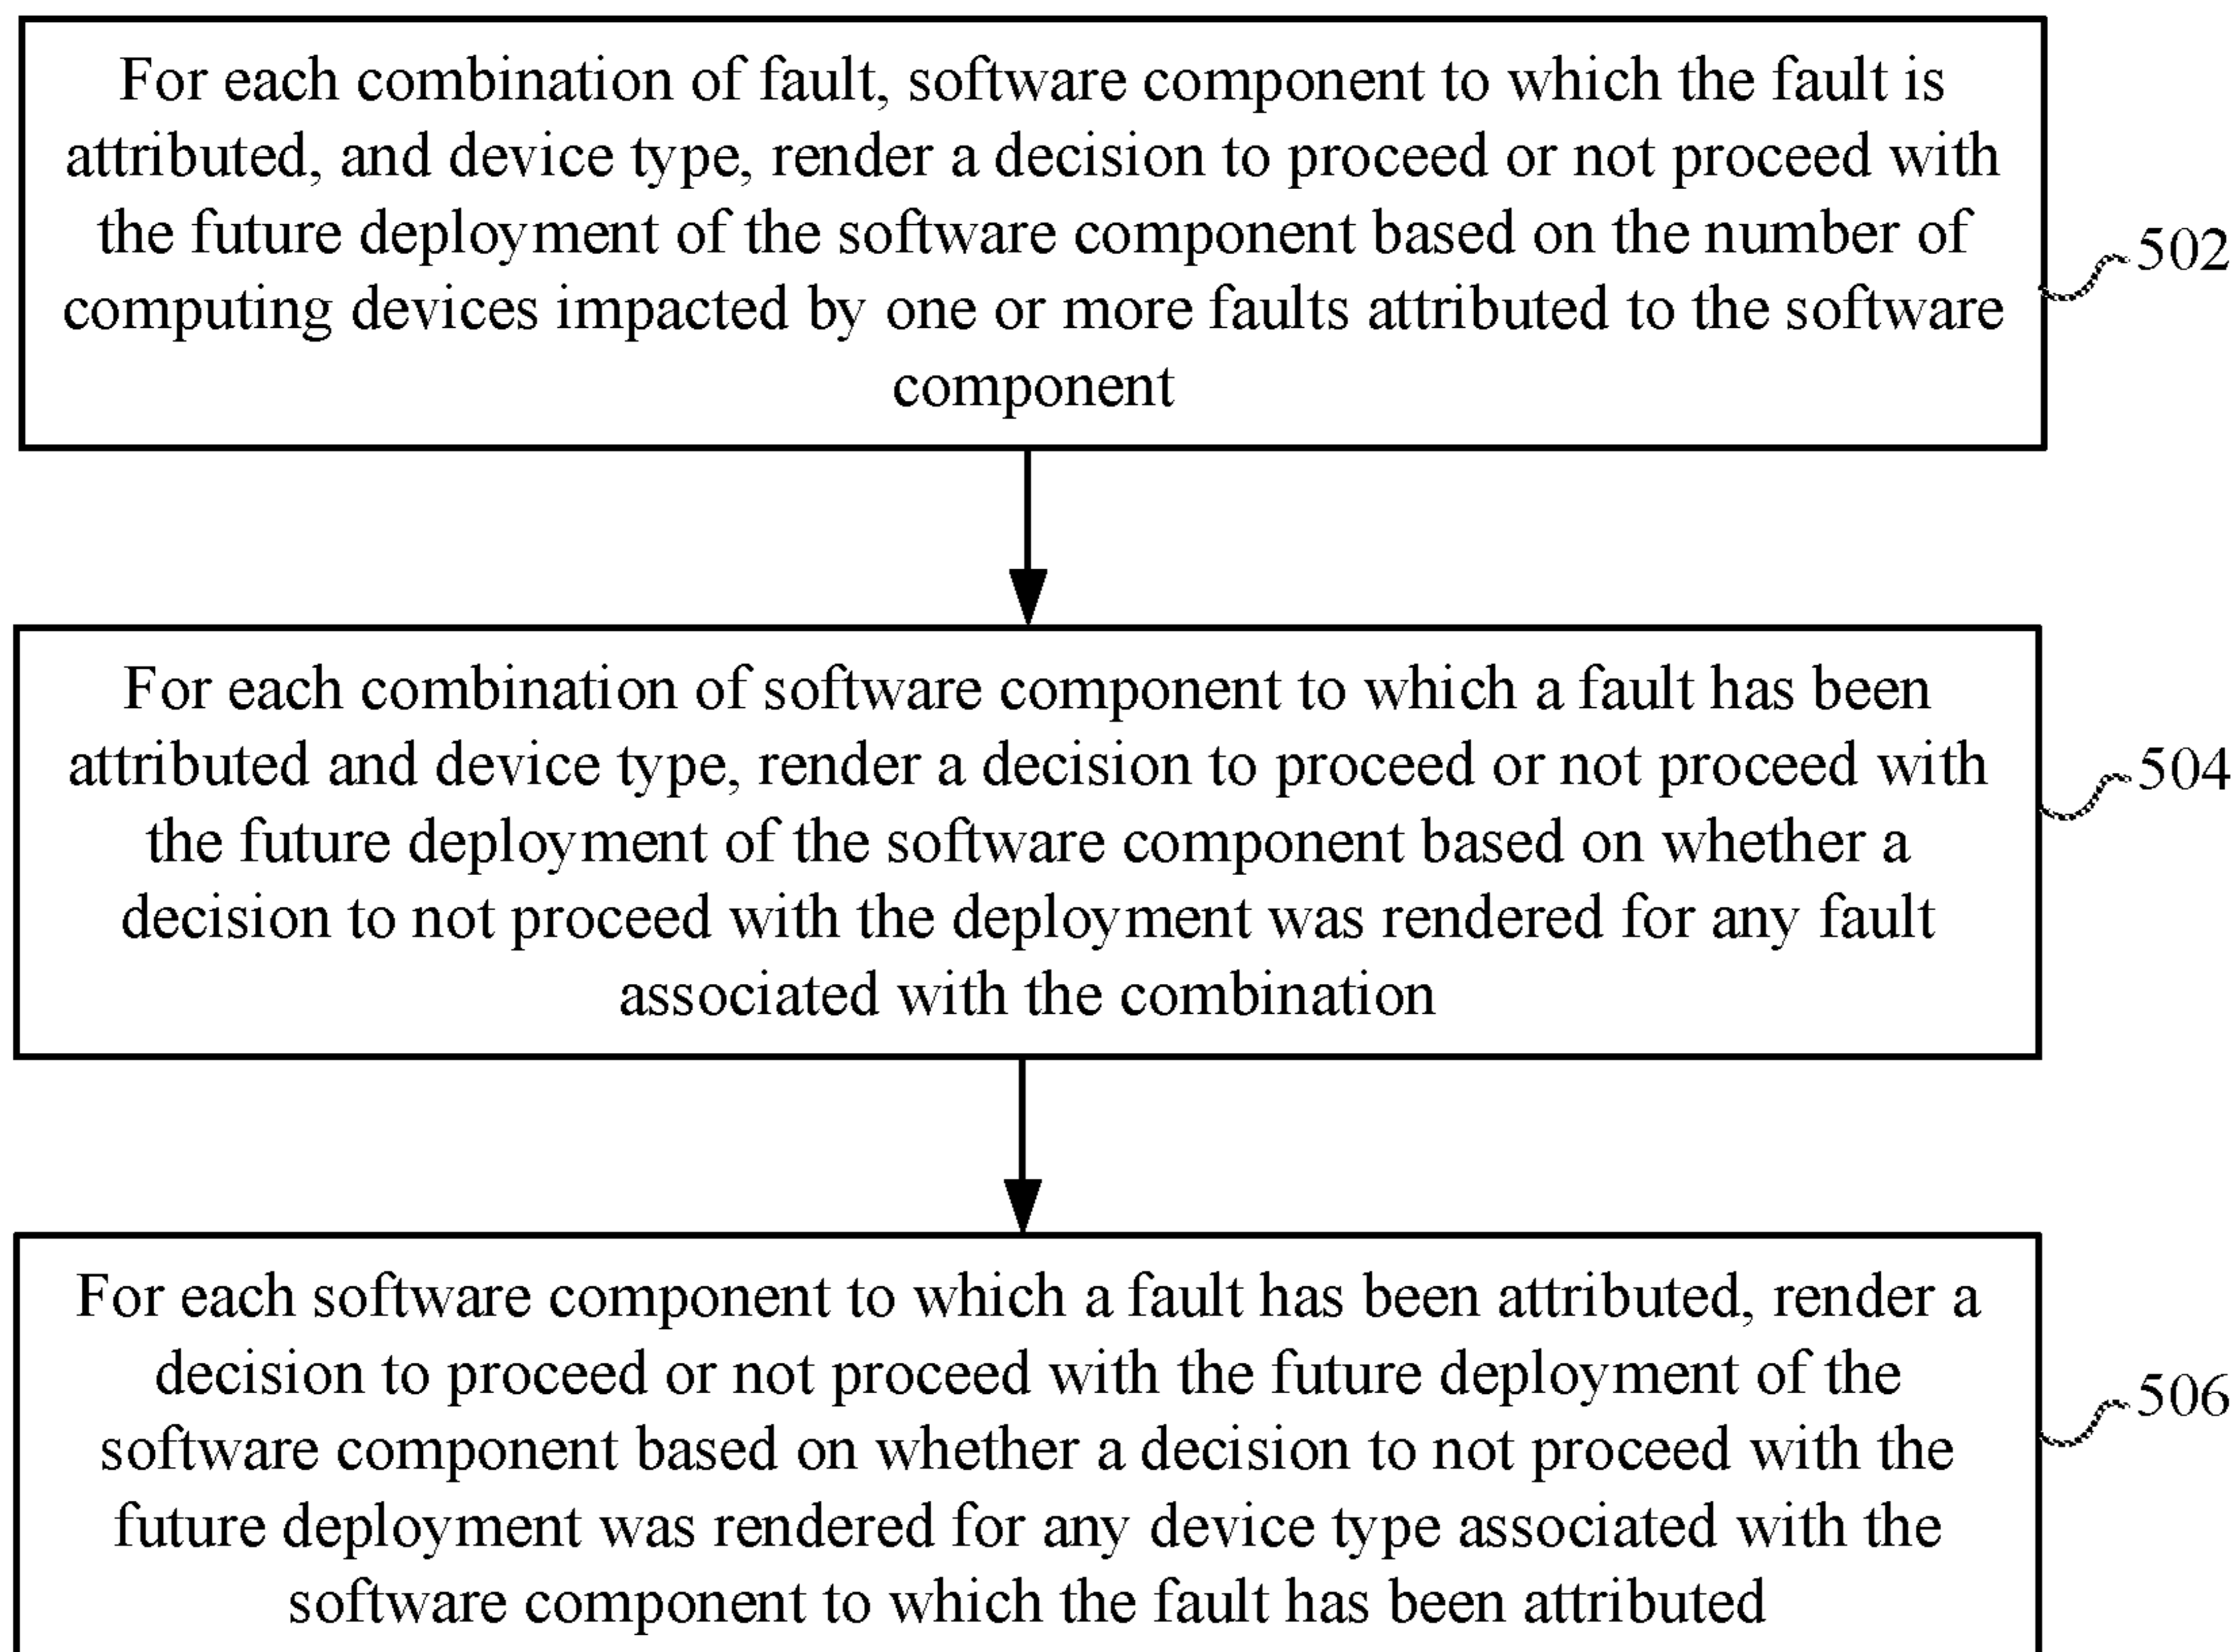 For each combination of fault, software component to which the fault is
attributed, and device type, render a decision to proceed or not proceed with
the future deployment of the software component based on the number of
computing devices impacted by one or more faults attributed to the software
component
502
For each combination of software component to which a fault has been
attributed and device type, render a decision to proceed or not proceed with
the future deployment of the software component based on whether a
decision to not proceed with the deployment was rendered for any fault
associated with the combination
504
For each software component to which a fault has been attributed, render a
decision to proceed or not proceed with the future deployment of the
software component based on whether a decision to not proceed with the
future deployment was rendered for any device type associated with the
software component to which the fault has been attributed
506